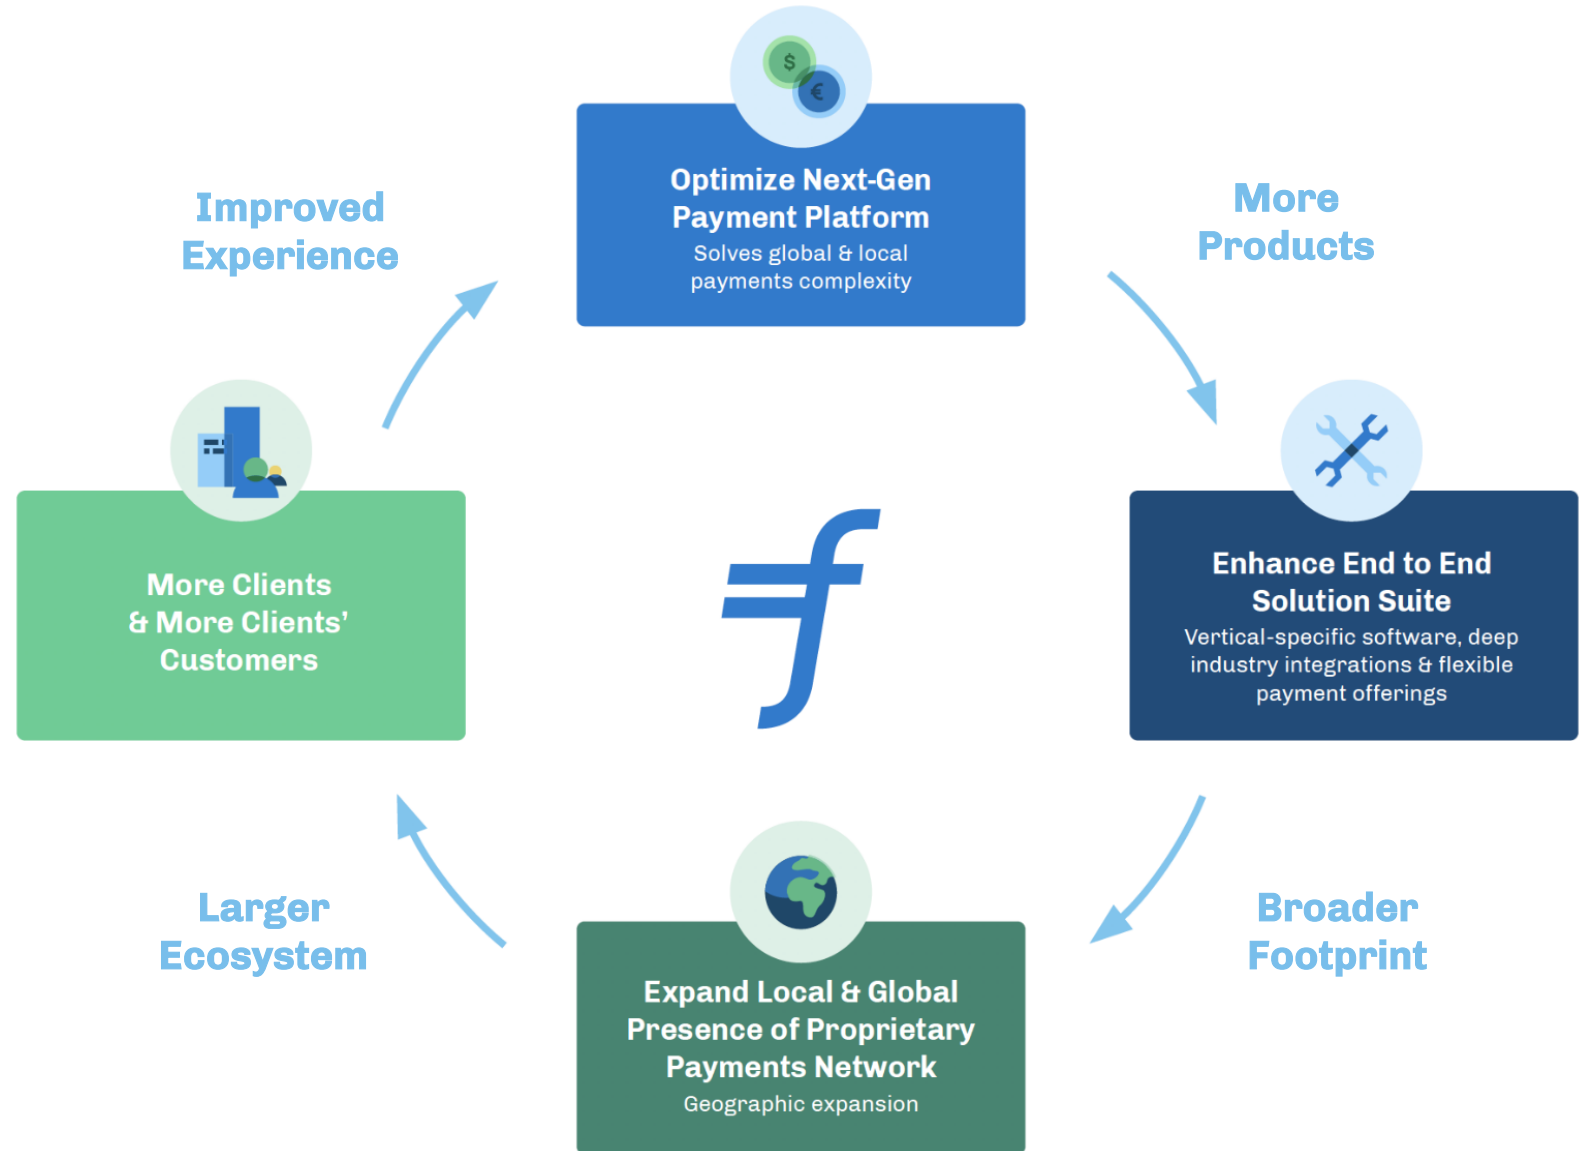 $
€
Optimize Next-Gen
Payment Platform
Solves global & local
payments complexity
More
Products
Enhance End to End
Solution Suite
Vertical-specific software, deep
industry integrations & flexible
payment offerings
Broader
Footprint
Expand Local & Global
Presence of Proprietary
Payments Network
Geographic expansion
Larger
Ecosystem
More Clients
& More Clients’
Customers
Improved
Experience